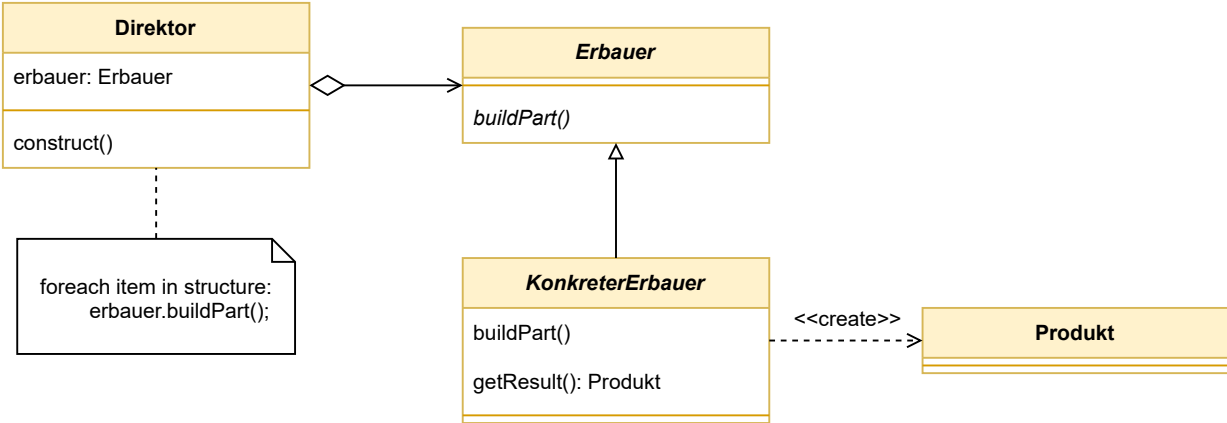 Direktor
erbauer: Erbauer
construct()
foreach item in structure:
erbauer.buildPart();
Erbauer
buildPart()
KonkreterErbauer
buildPart()
getResult(): Produkt
<<create>>
Produkt